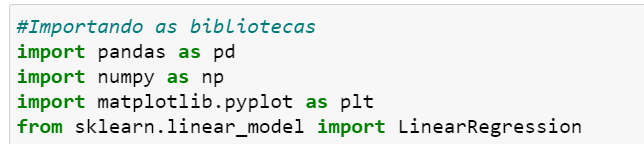 #Importando as bibliotecas
import pandas as pd
import numpy as np
import matplotlib.pyplot as plt
from sklearn.linear_model import LinearRegression